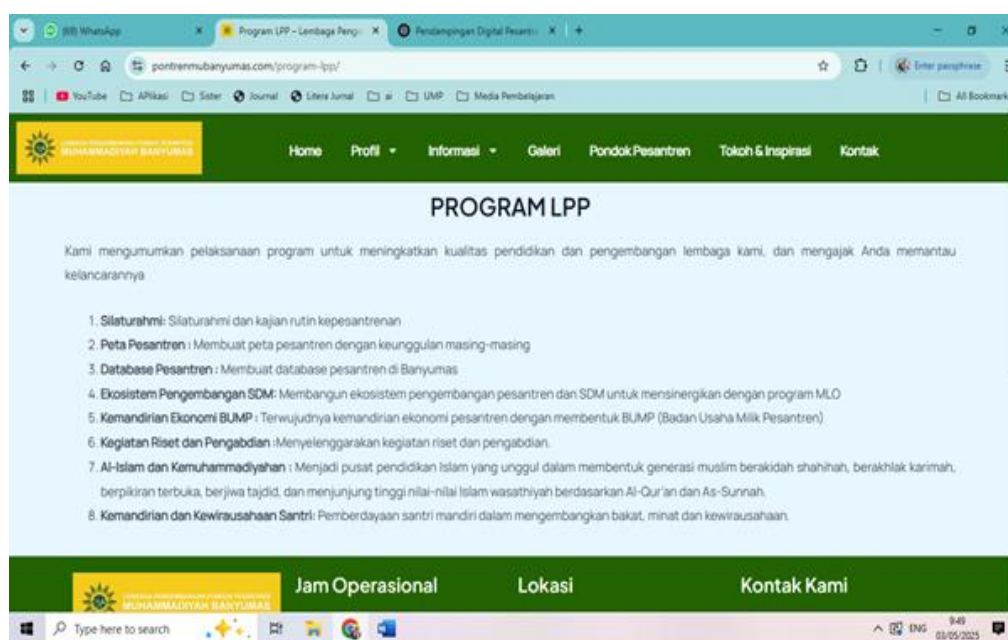 (68) WhatsApp
Program LPP – Lembaga Peng
Pendampingan Digital Pesantr
pontrenmubanyumas.com/program-lpp/
Enter passphrase
YouTube APlikasi Sister Journal Litera Jurnal ai UMP Media Pembelajaran
All Bookmark
MUHAMMADIYAH BANYUMAS
Home Profil Informasi Galeri Pondok Pesantren Tokoh & Inspirasi Kontak
PROGRAM LPP
Kami mengumumkan pelaksanaan program untuk meningkatkan kualitas pendidikan dan pengembangan lembaga kami, dan mengajak Anda memantau
kelancarannya
1. Silaturahmi: Silaturahmi dan kajian rutin kepesantrenan
2. Peta Pesantren : Membuat peta pesantren dengan keunggulan masing-masing
3. Database Pesantren : Membuat database pesantren di Banyumas
4. Ekosistem Pengembangan SDM: Membangun ekosistem pengembangan pesantren dan SDM untuk mensinergikan dengan program MLO
5. Kemandirian Ekonomi BUMP : Terwujudnya kemandirian ekonomi pesantren dengan membentuk BUMP (Badan Usaha Milik Pesantren)
6. Kegiatan Riset dan Pengabdian :Menyelenggarakan kegiatan riset dan pengabdian.
7. Al-Islam dan Kemuhammadiyahan : Menjadi pusat pendidikan Islam yang unggul dalam membentuk generasi muslim berakidah shahihah, berakhlak karimah,
berpikiran terbuka, berjiwa tajdid, dan menjunjung tinggi nilai-nilai Islam wasathiyah berdasarkan Al-Qur'an dan As-Sunnah.
8. Kemandirian dan Kewirausahaan Santri: Pemberdayaan santri mandiri dalam mengembangkan bakat, minat dan kewirausahaan.
MUHAMMADIYAH BANYUMAS
Jam Operasional Lokasi Kontak Kami
Type here to search
ENG
9:49
03/05/2025